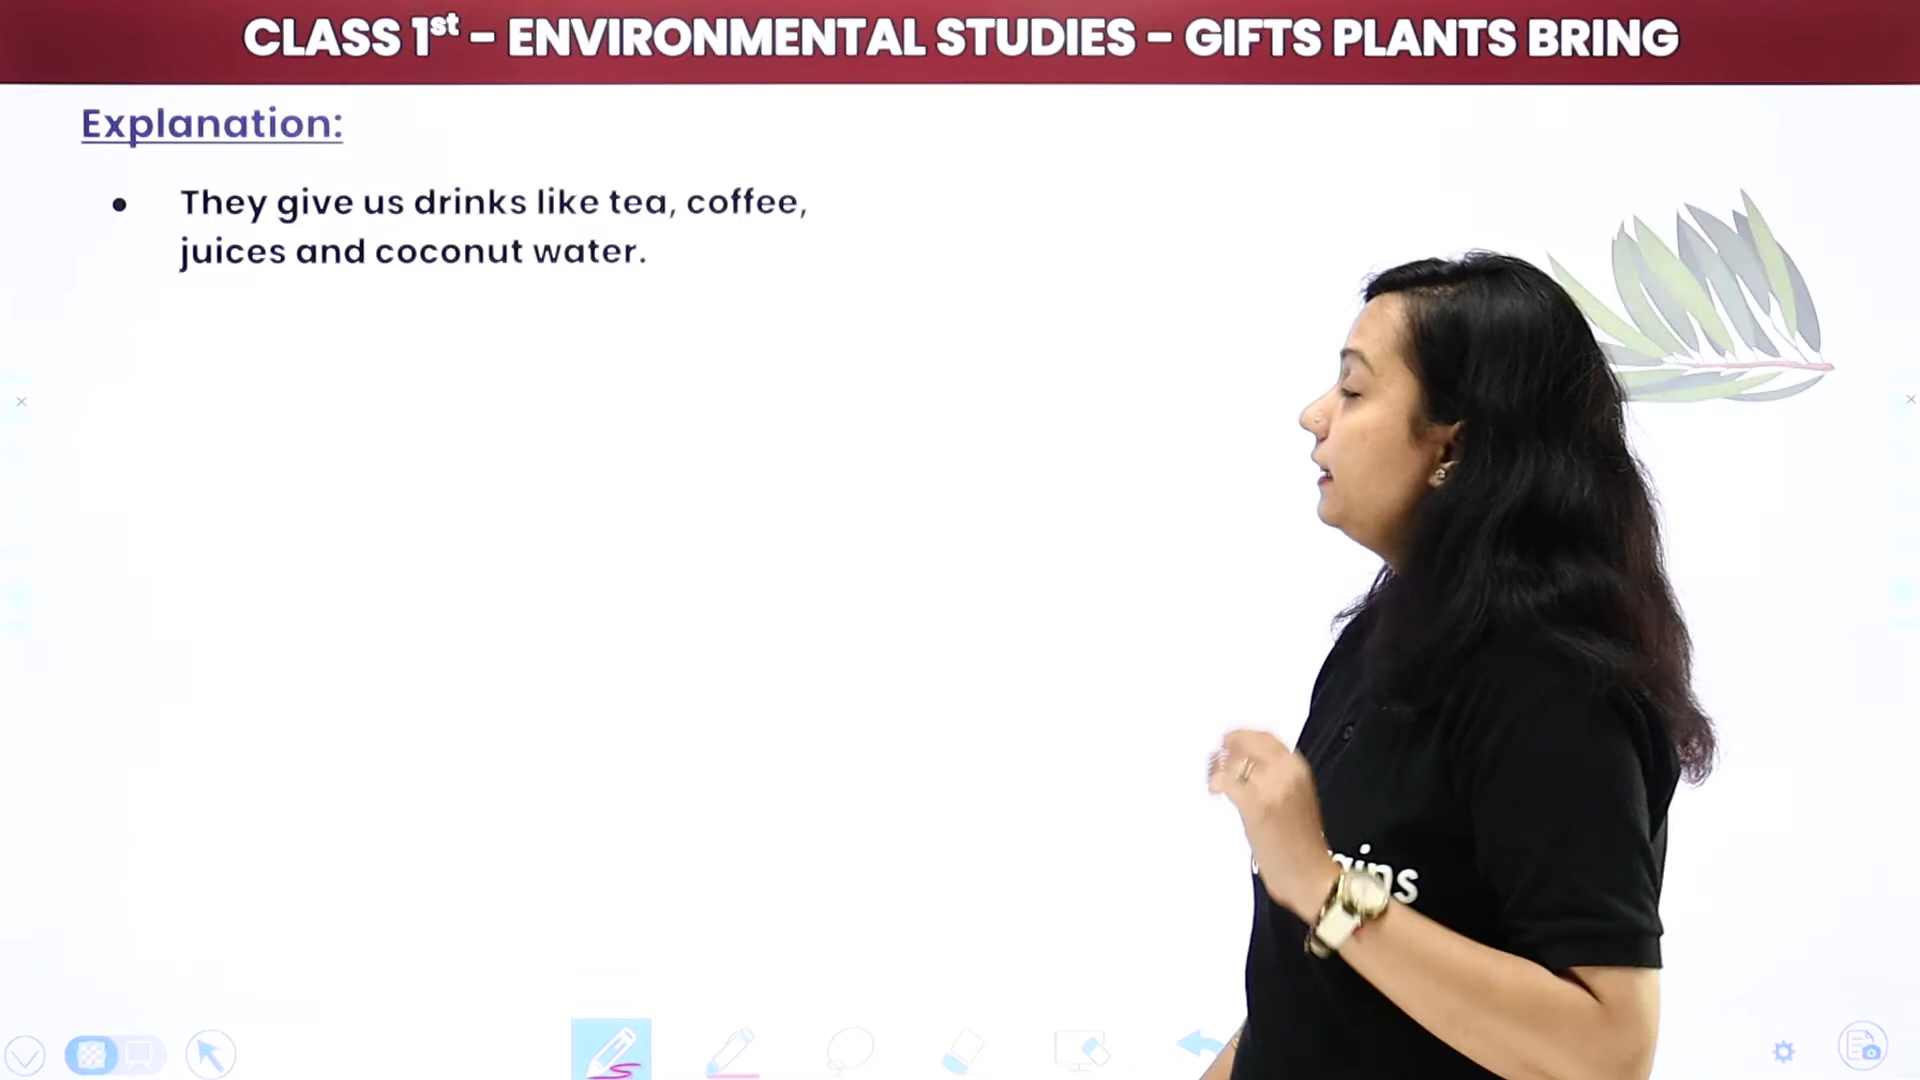 CLASS 1st - ENVIRONMENTAL STUDIES - GIFTS PLANTS BRING
Explanation:
• They give us drinks like tea, coffee,
juices and coconut water.